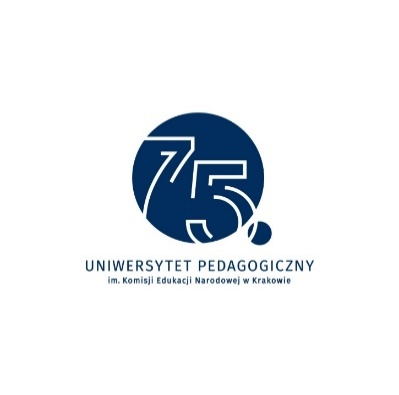 75.
UNIWERSYTET PEDAGOGICZNY
im. Komisji Edukacji Narodowej w Krakowie